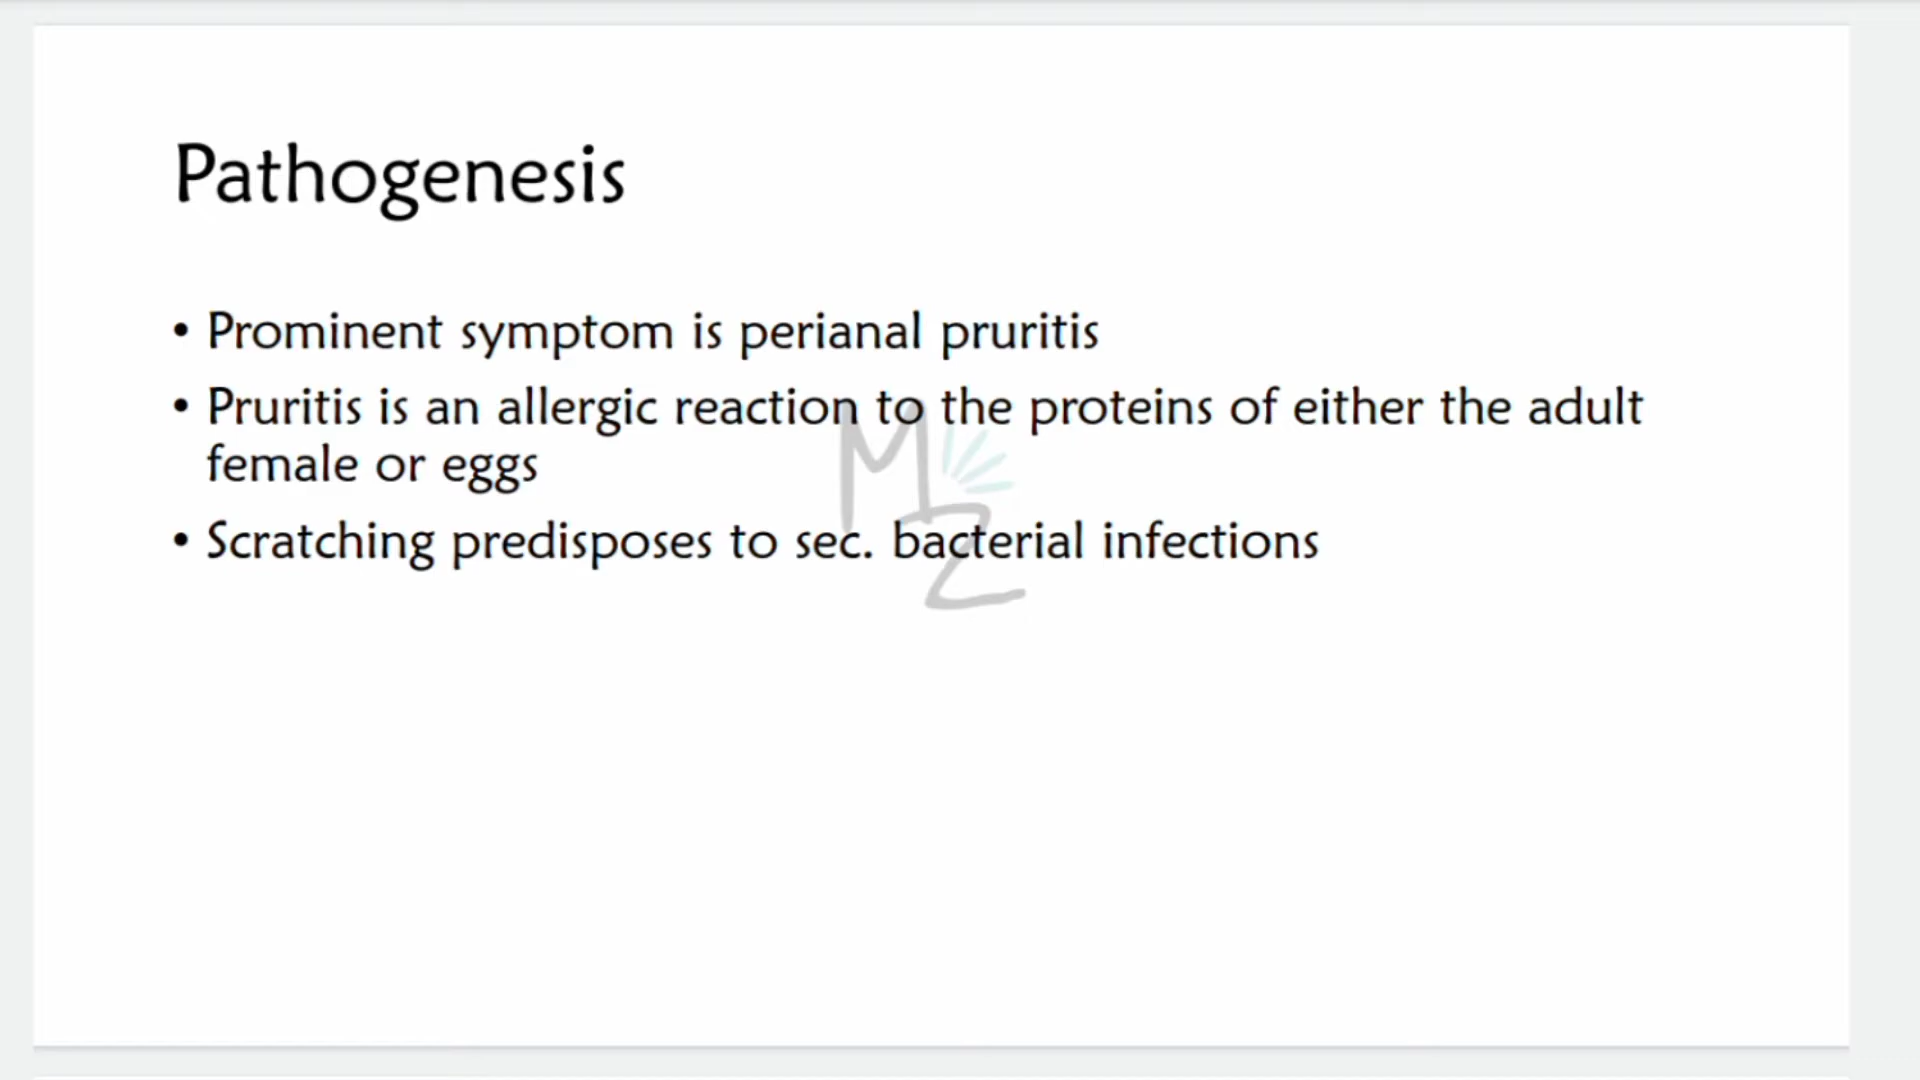 Pathogenesis
• Prominent symptom is perianal pruritis
• Pruritis is an allergic reaction to the proteins of either the adult
female or eggs
• Scratching predisposes to sec. bacterial infections
MZ